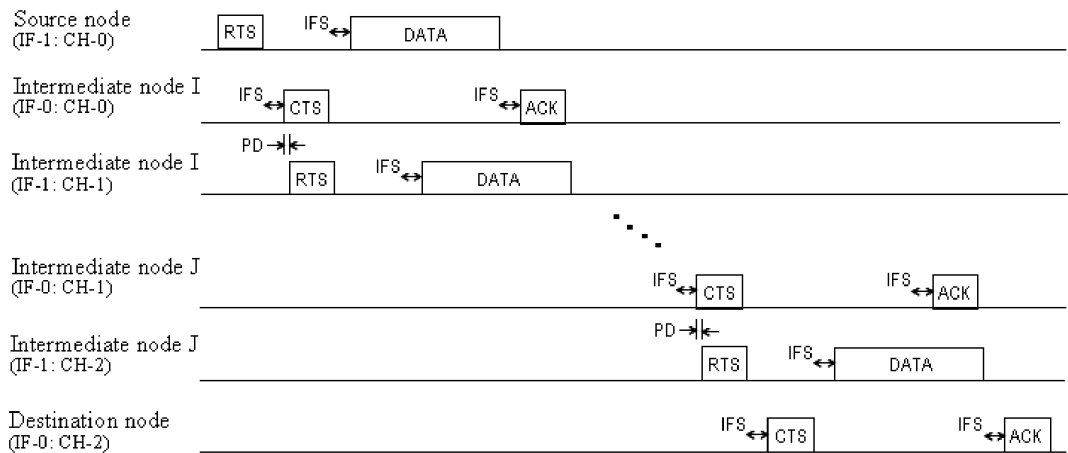 Source node
(IF-1: CH-0)
RTS
IFS
DATA
Intermediate node I
(IF-0: CH-0)
IFS
CTS
IFS
ACK
PD
Intermediate node I
(IF-1: CH-1)
RTS
IFS
DATA
Intermediate node J
(IF-0: CH-1)
IFS
CTS
IFS
ACK
PD
Intermediate node J
(IF-1: CH-2)
RTS
IFS
DATA
Destination node
(IF-0: CH-2)
IFS
CTS
IFS
ACK